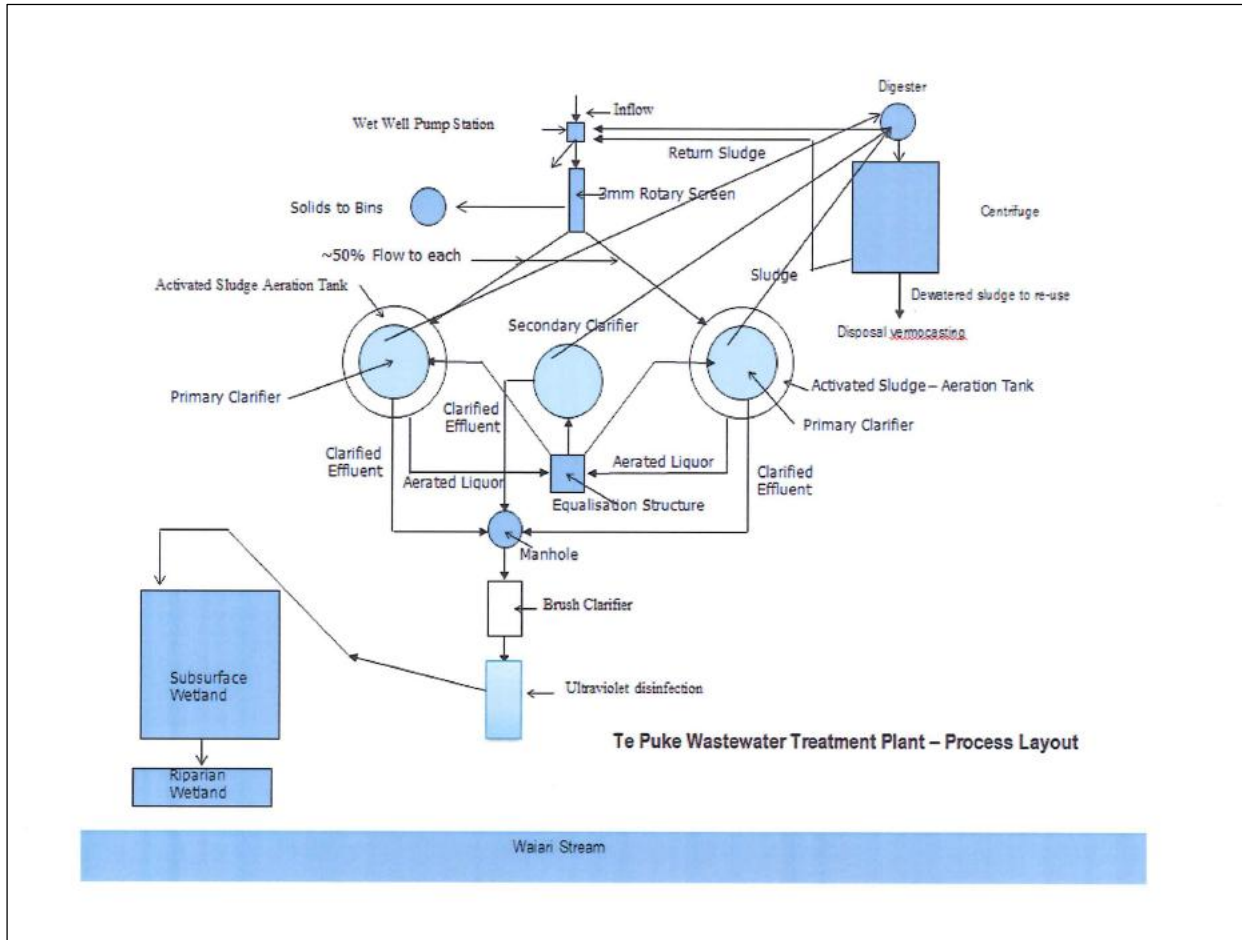 Digester
Inflow
Wet Well Pump Station
Return Sludge
3mm Rotary Screen
Solids to Bins
Centrifuge
~50% Flow to each
Sludge
Activated Sludge Aeration Tank
Dewatered sludge to re-use
Secondary Clarifier
Disposal vermocasting
Activated Sludge – Aeration Tank
Primary Clarifier
Clarified
Effluent
Primary Clarifier
Clarified
Effluent
Aerated Liquor
Clarified
Effluent
Aerated Liquor
Equalisation Structure
Manhole
Brush Clarifier
Subsurface
Wetland
Ultraviolet disinfection
Te Puke Wastewater Treatment Plant – Process Layout
Riparian
Wetland
Waiari Stream